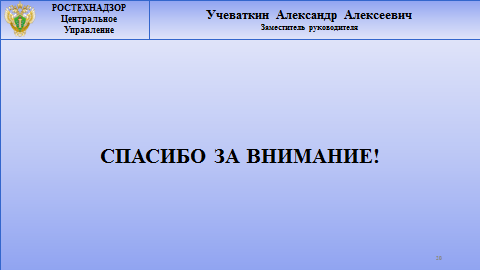 РОСТЕХНАДЗОР
Центральное
Управление
Учеваткин Александр Алексеевич
Заместитель руководителя
СПАСИБО ЗА ВНИМАНИЕ!